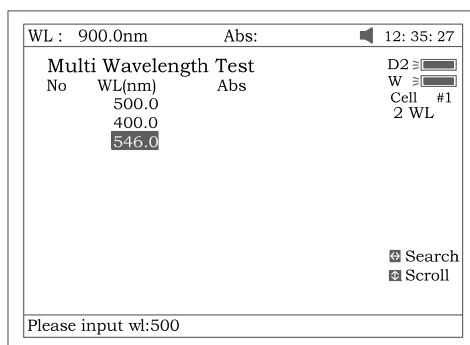 WL : 900.0nm Abs: 12: 35: 27
Multi Wavelength Test
No WL(nm) Abs
500.0
400.0
546.0
D2
W
Cell #1
2 WL
Search
Scroll
Please input wl:500